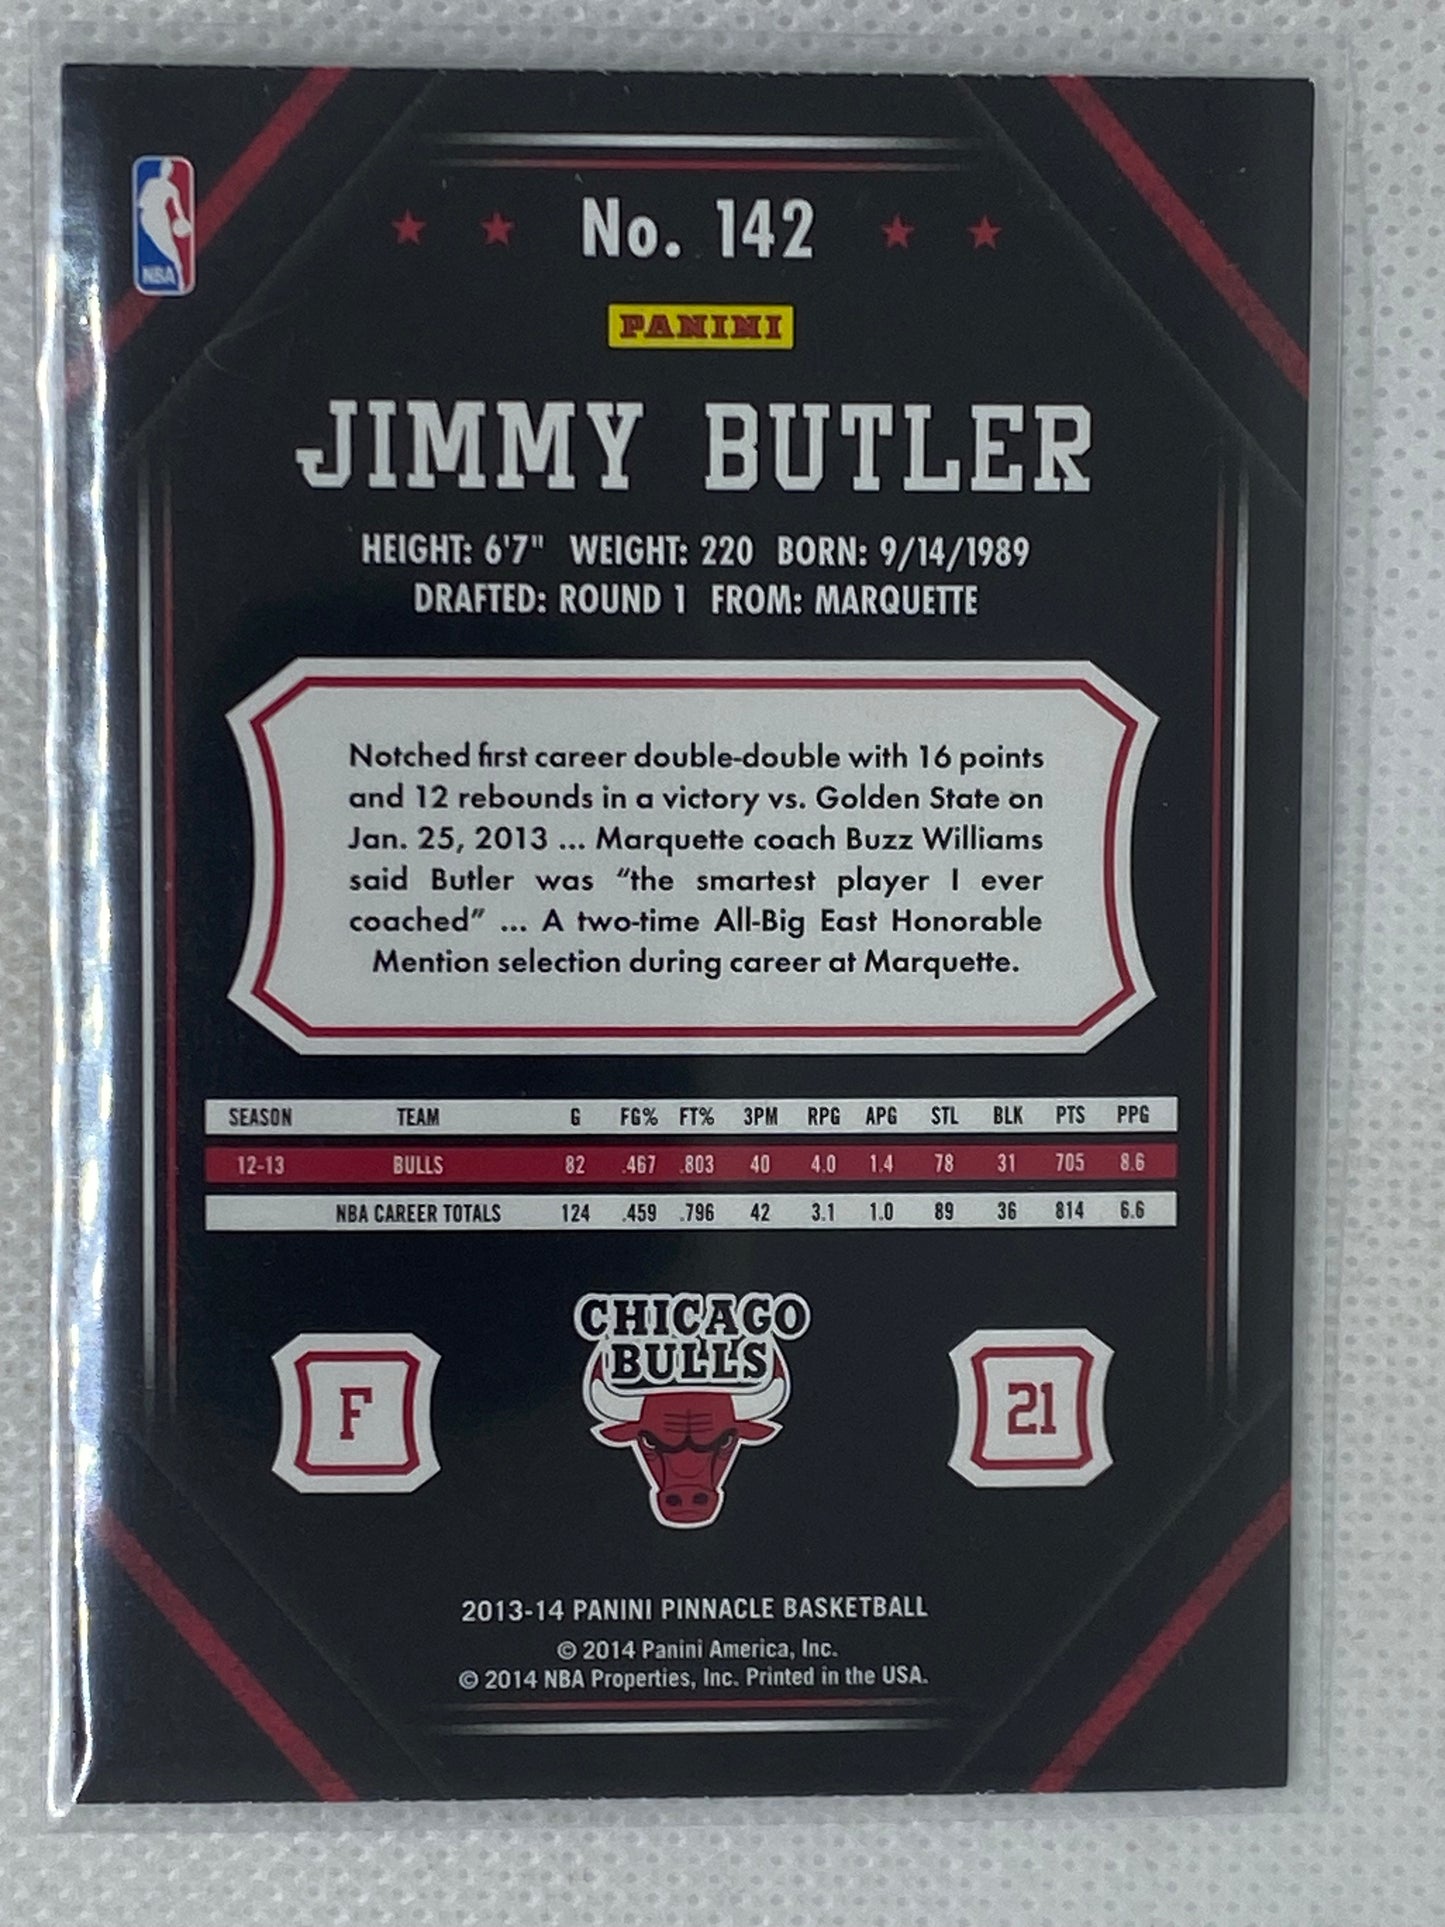 NBA
No. 142
PANINI
JIMMY BUTLER
HEIGHT: 6'7" WEIGHT: 220 BORN: 9/14/1989
DRAFTED: ROUND 1 FROM: MARQUETTE
Notched first career double-double with 16 points
and 12 rebounds in a victory vs. Golden State on
Jan. 25, 2013 ... Marquette coach Buzz Williams
said Butler was “the smartest player I ever
coached” ... A two-time All-Big East Honorable
Mention selection during career at Marquette.
SEASON TEAM G FG% FT% 3PM RPG APG STL BLK PTS PPG
12-13 BULLS 82 .467 .803 40 4.0 1.4 78 31 705 8.6
NBA CAREER TOTALS 124 .459 .796 42 3.1 1.0 89 36 814 6.6
CHICAGO
BULLS
F 21
2013-14 PANINI PINNACLE BASKETBALL
© 2014 Panini America, Inc.
© 2014 NBA Properties, Inc. Printed in the USA.